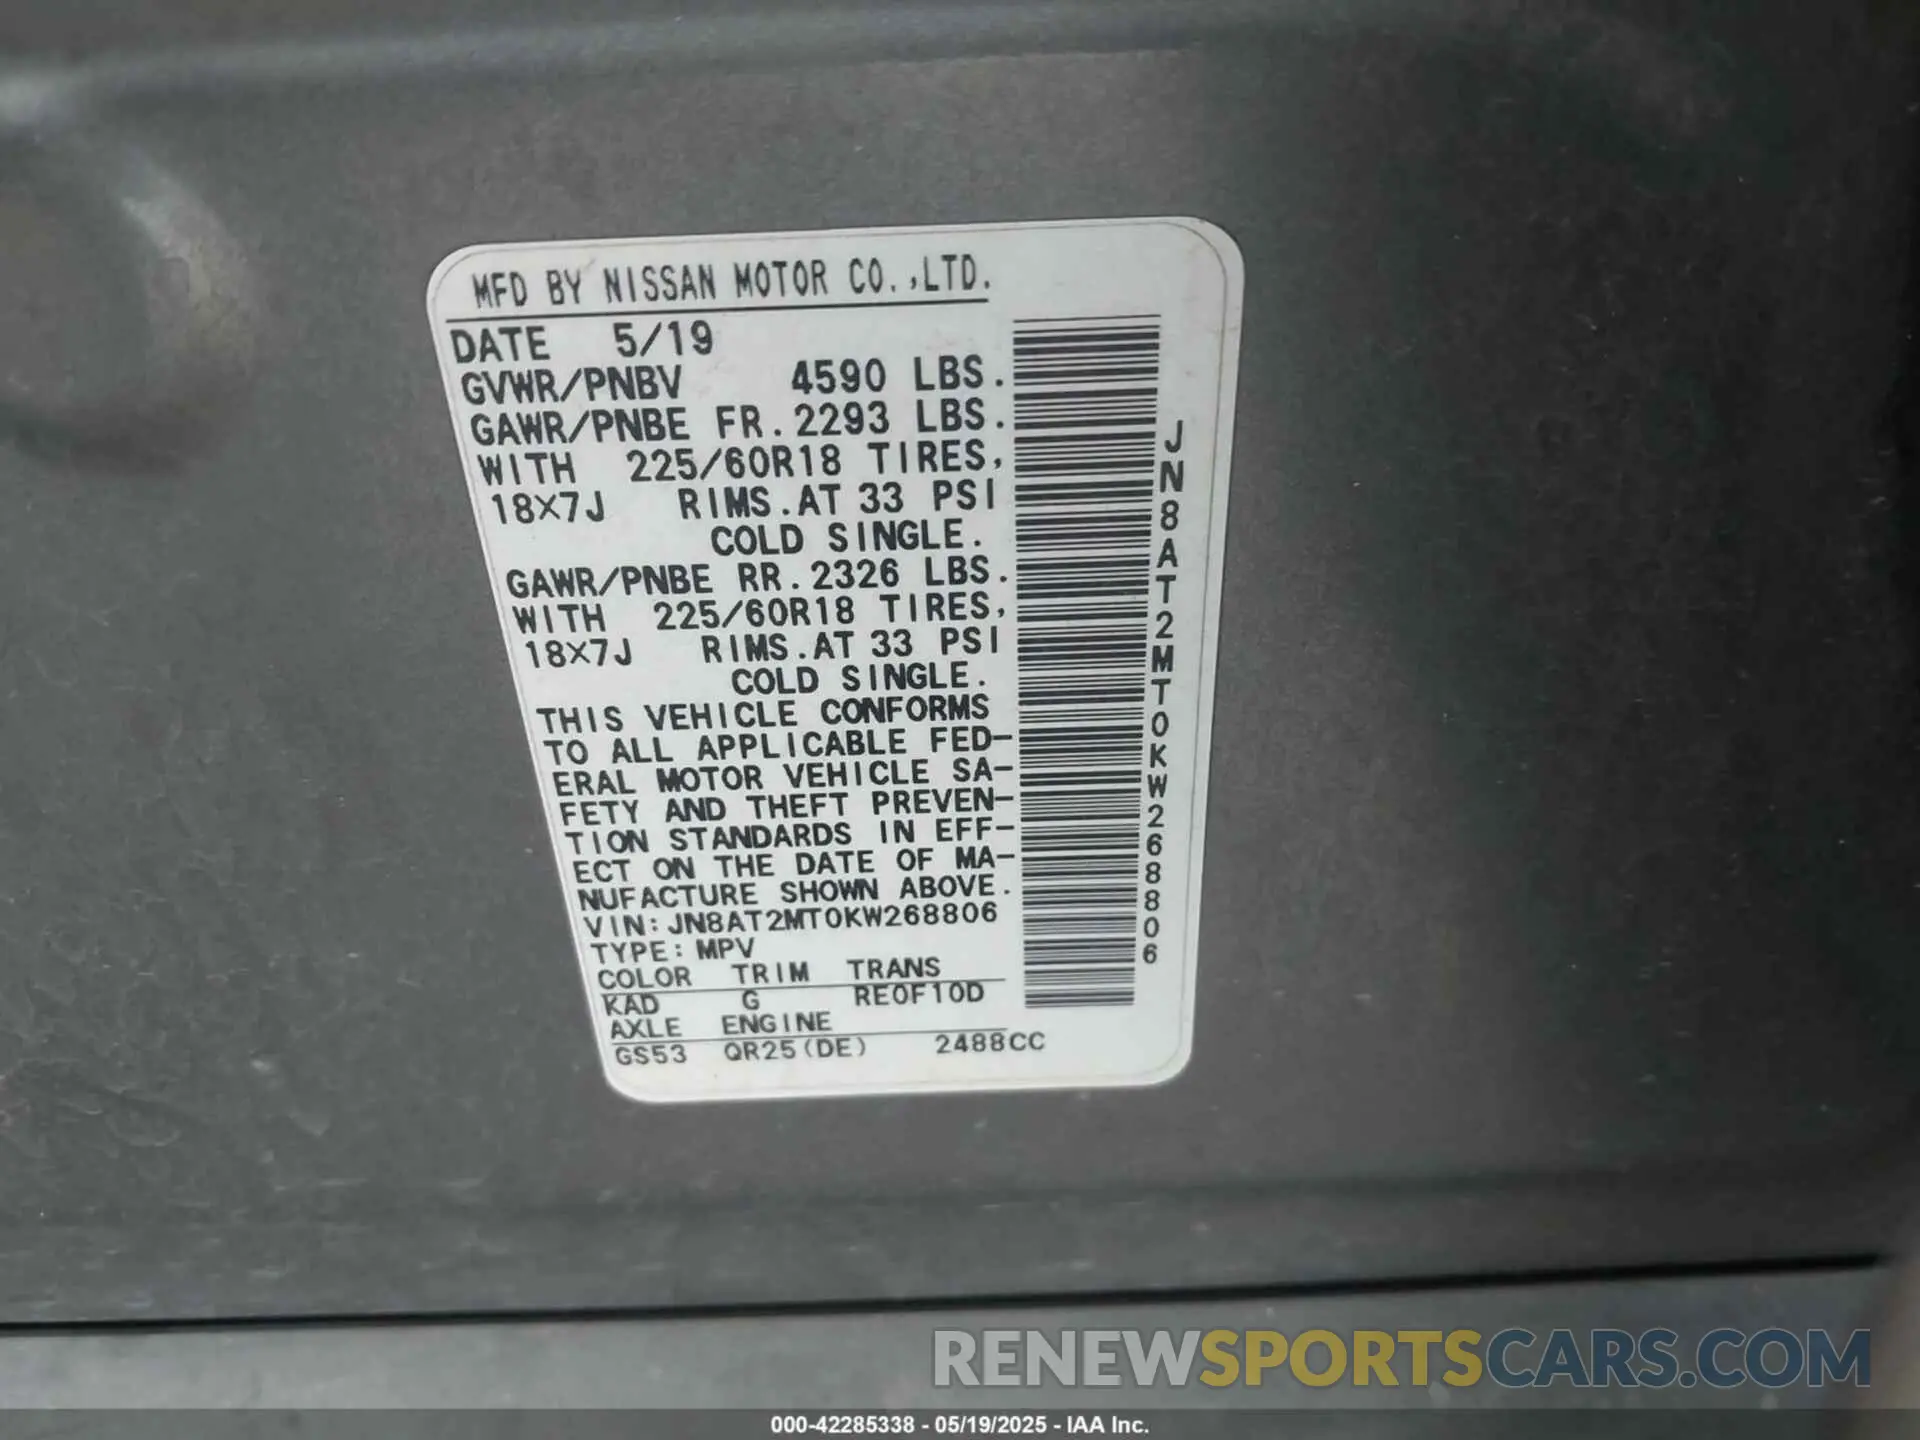 MFD BY NISSAN MOTOR CO.,LTD.
DATE 5/19
GVWR/PNBV 4590 LBS.
GAWR/PNBE FR.2293 LBS.
WITH 225/60R18 TIRES,
18X7J RIMS.AT 33 PSI
COLD SINGLE.
GAWR/PNBE RR.2326 LBS.
WITH 225/60R18 TIRES,
18X7J RIMS.AT 33 PSI
COLD SINGLE.
THIS VEHICLE CONFORMS
TO ALL APPLICABLE FED-
ERAL MOTOR VEHICLE SA-
FETY AND THEFT PREVEN-
TION STANDARDS IN EFF-
ECT ON THE DATE OF MA-
NUFACTURE SHOWN ABOVE.
VIN:JN8AT2MT0KW268806
TYPE:MPV
COLOR TRIM TRANS
KAD G RE0F10D
AXLE ENGINE
GS53 QR25(DE) 2488CC
JN8AT2MT0KW268806
RENEWSPORTSCARS.COM
000-42285338 - 05/19/2025 - IAA Inc.